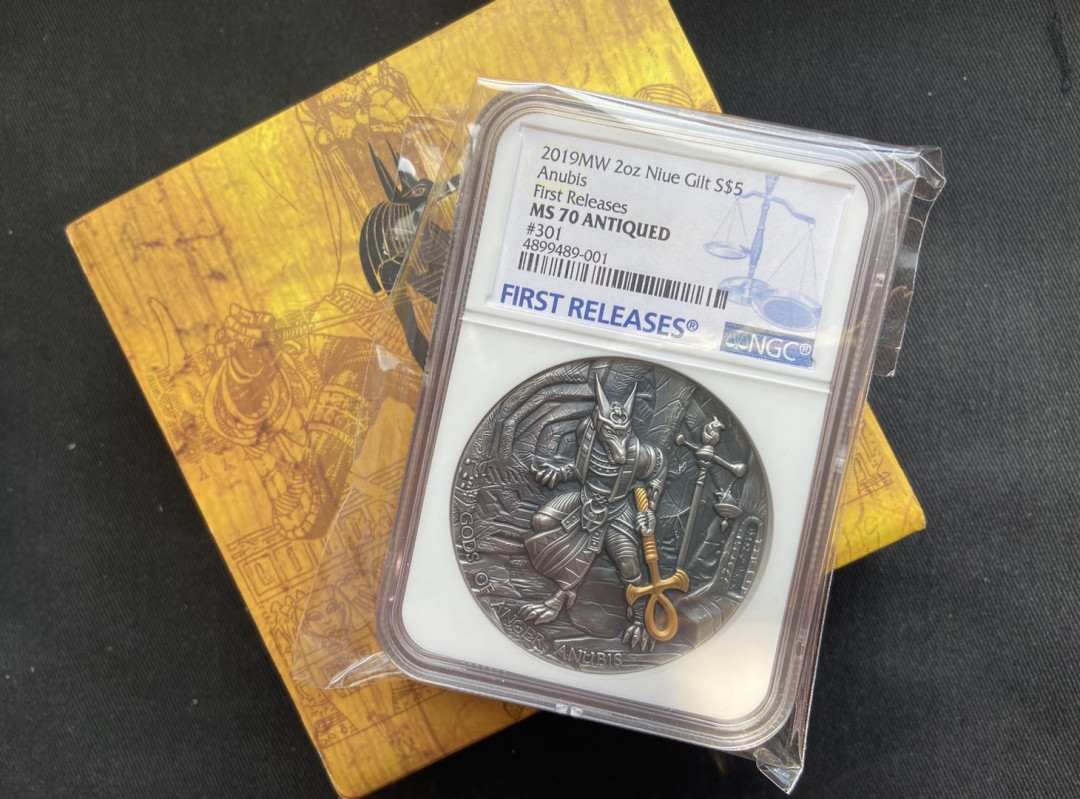 2019MW 2oz Niue Gilt S$5
Anubis
First Releases
MS 70 ANTIQUED
#301
4899489-001
FIRST RELEASES®
NGC®
GODS OF ANGER ANUBIS